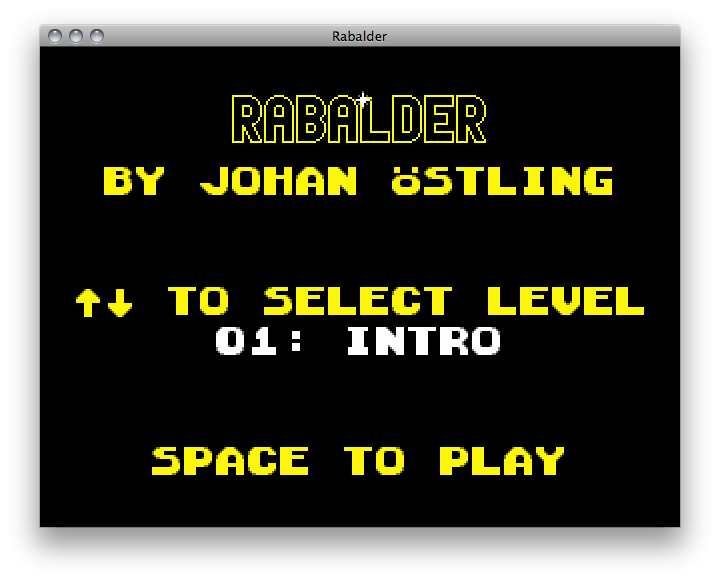 Rabalder
RABALDER
BY JOHAN ÖSTLING
↑↓ TO SELECT LEVEL
01: INTRO
SPACE TO PLAY